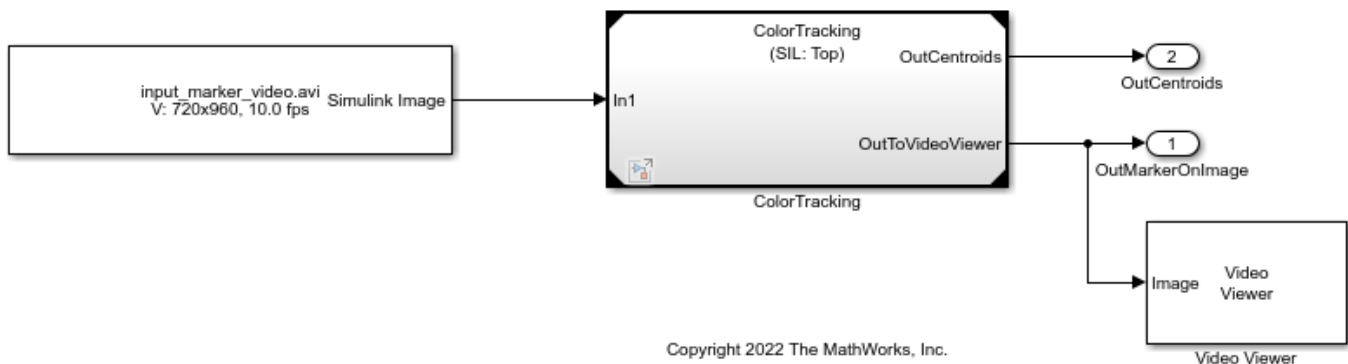 input_marker_video.avi
V: 720x960, 10.0 fps
Simulink Image
ColorTracking
(SIL: Top)
In1
OutCentroids
OutToVideoViewer
ColorTracking
2
OutCentroids
1
OutMarkerOnImage
Image
Video
Viewer
Video Viewer
Copyright 2022 The MathWorks, Inc.